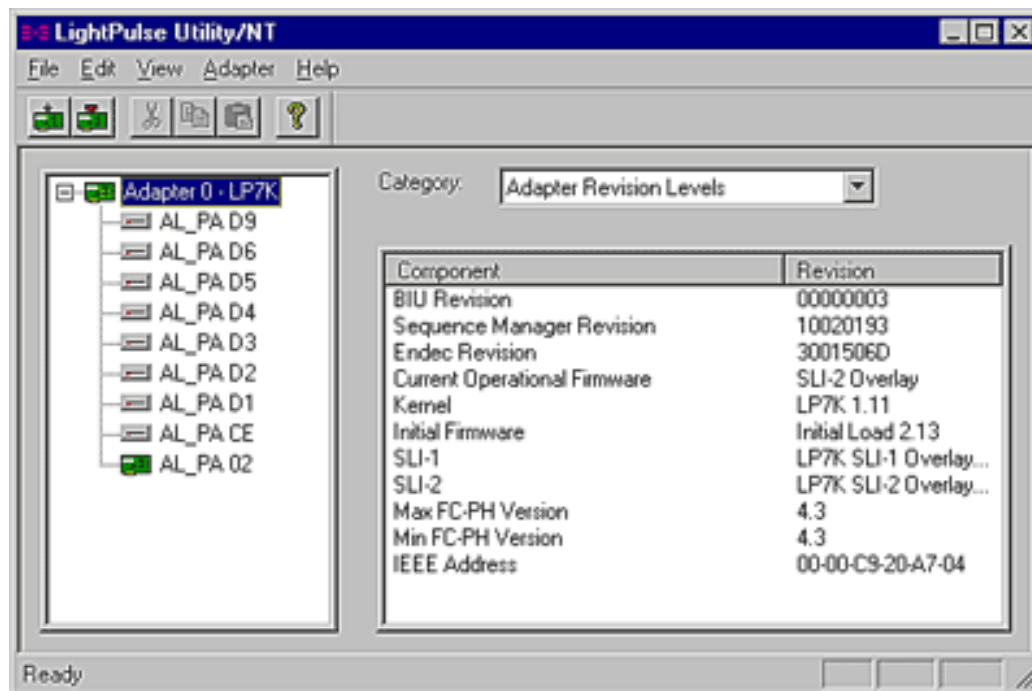 LightPulse Utility/NT
File Edit View Adapter Help
Adapter 0 - LP7K
AL_PA D9
AL_PA D6
AL_PA D5
AL_PA D4
AL_PA D3
AL_PA D2
AL_PA D1
AL_PA CE
AL_PA 02
Category: Adapter Revision Levels
Component Revision
BIU Revision 00000003
Sequence Manager Revision 10020193
Endec Revision 3001506D
Current Operational Firmware SLI-2 Overlay
Kernel LP7K 1.11
Initial Firmware Initial Load 2.13
SLI-1 LP7K SLI-1 Overlay...
SLI-2 LP7K SLI-2 Overlay...
Max FC-PH Version 4.3
Min FC-PH Version 4.3
IEEE Address 00-00-C9-20-A7-04
Ready